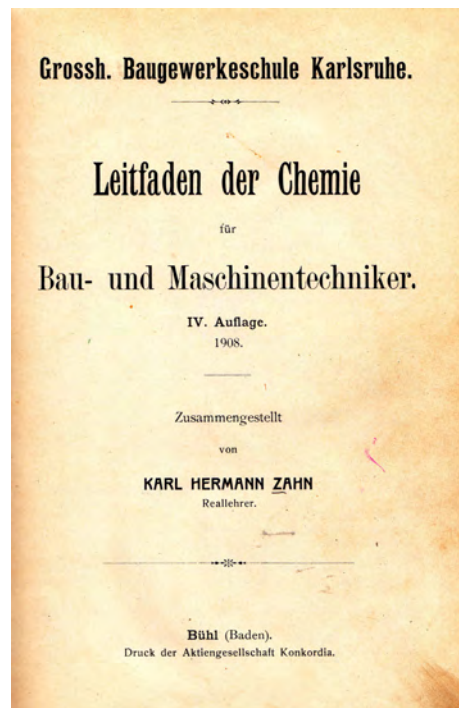 Grossh. Baugewerkeschule Karlsruhe.
Leitfaden der Chemie
für
Bau- und Maschinentechniker.
IV. Auflage.
1908.
Zusammengestellt
von
KARL HERMANN ZAHN
Reallehrer.
Bühl (Baden).
Druck der Aktiengesellschaft Konkordia.